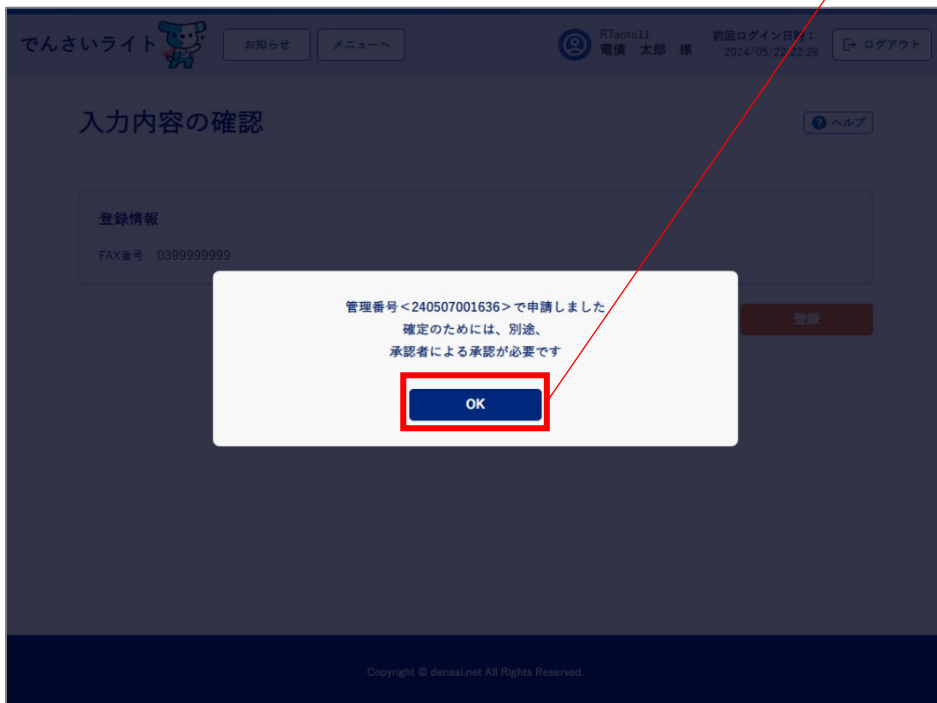 でんさいライト
お知らせ
メニューへ
RTanto11
電債 太郎 様
前回ログイン日時：
2024/05/22 22:26
ログアウト
入力内容の確認
ヘルプ
登録情報
FAX番号 0399999999
管理番号<240507001636>で申請しました
確定のためには、別途、
承認者による承認が必要です
登録
OK
Copyright © densai.net All Rights Reserved.